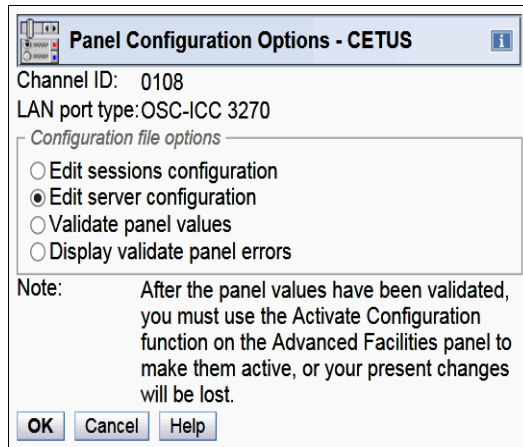 Panel Configuration Options - CETUS
i
Channel ID: 0108
LAN port type: OSC-ICC 3270
Configuration file options
Edit sessions configuration
Edit server configuration
Validate panel values
Display validate panel errors
Note: After the panel values have been validated,
you must use the Activate Configuration
function on the Advanced Facilities panel to
make them active, or your present changes
will be lost.
OK Cancel Help